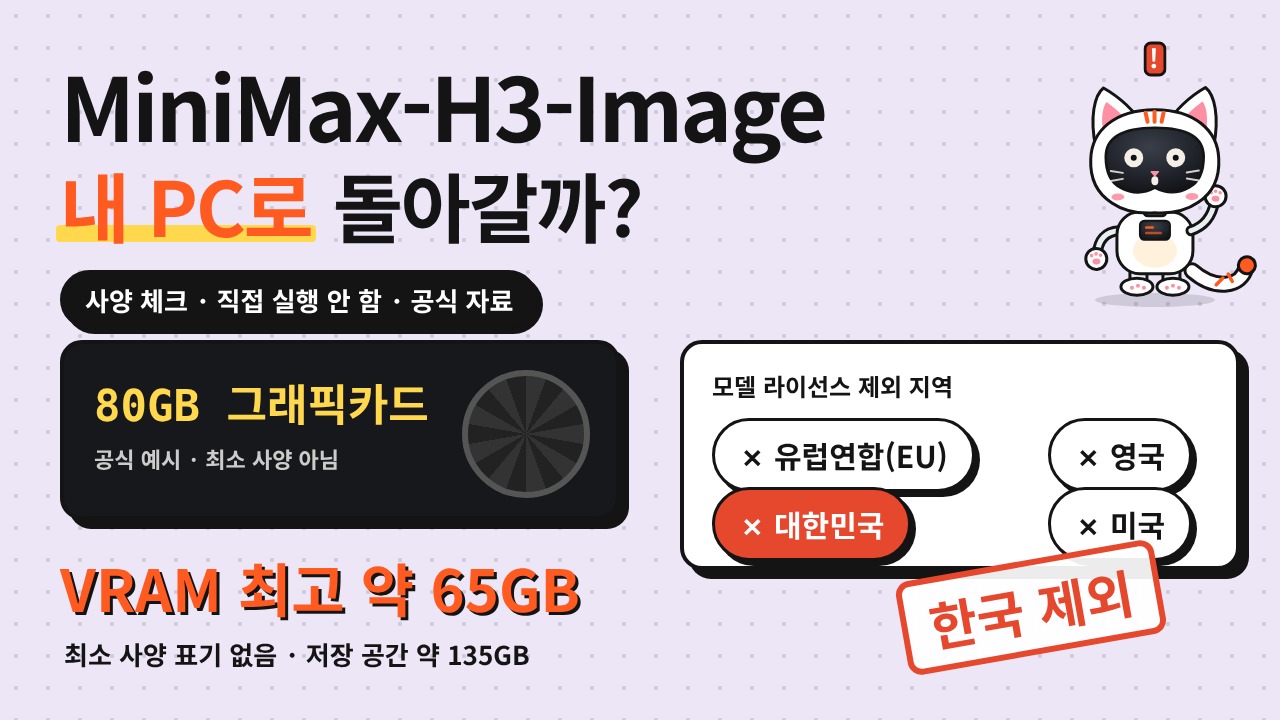 !
MiniMax-H3-Image
내 PC로 돌아갈까?
사양 체크 · 직접 실행 안 함 · 공식 자료
80GB 그래픽카드
공식 예시 · 최소 사양 아님
모델 라이선스 제외 지역
× 유럽연합(EU)
× 영국
× 대한민국
× 미국
한국 제외
VRAM 최고 약 65GB
최소 사양 표기 없음 · 저장 공간 약 135GB